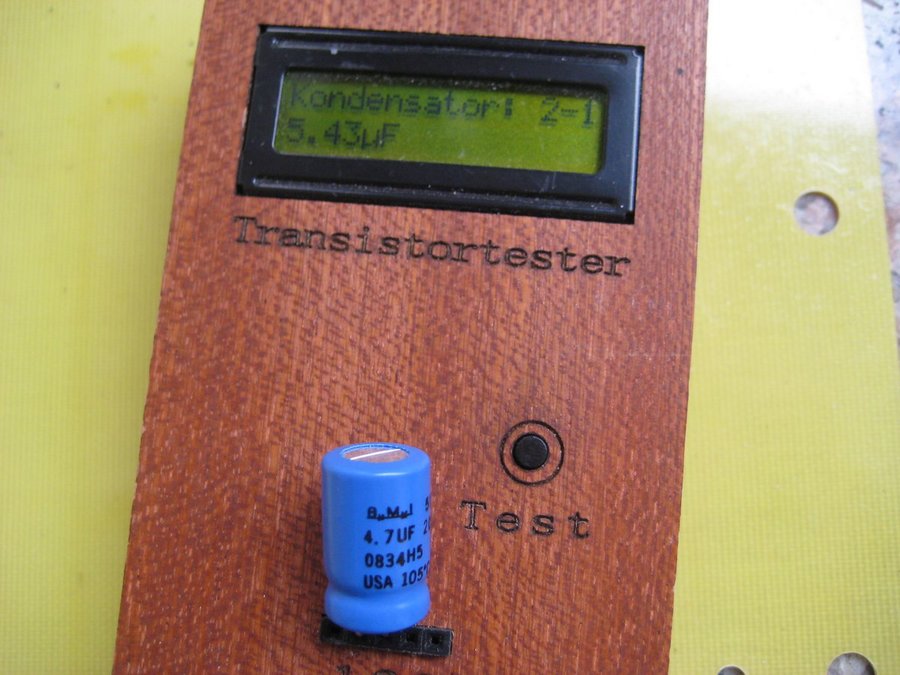 Kondensator: 2-1
5.43µF
Transistortester
Test
4.7UF
0834H5
USA 105°